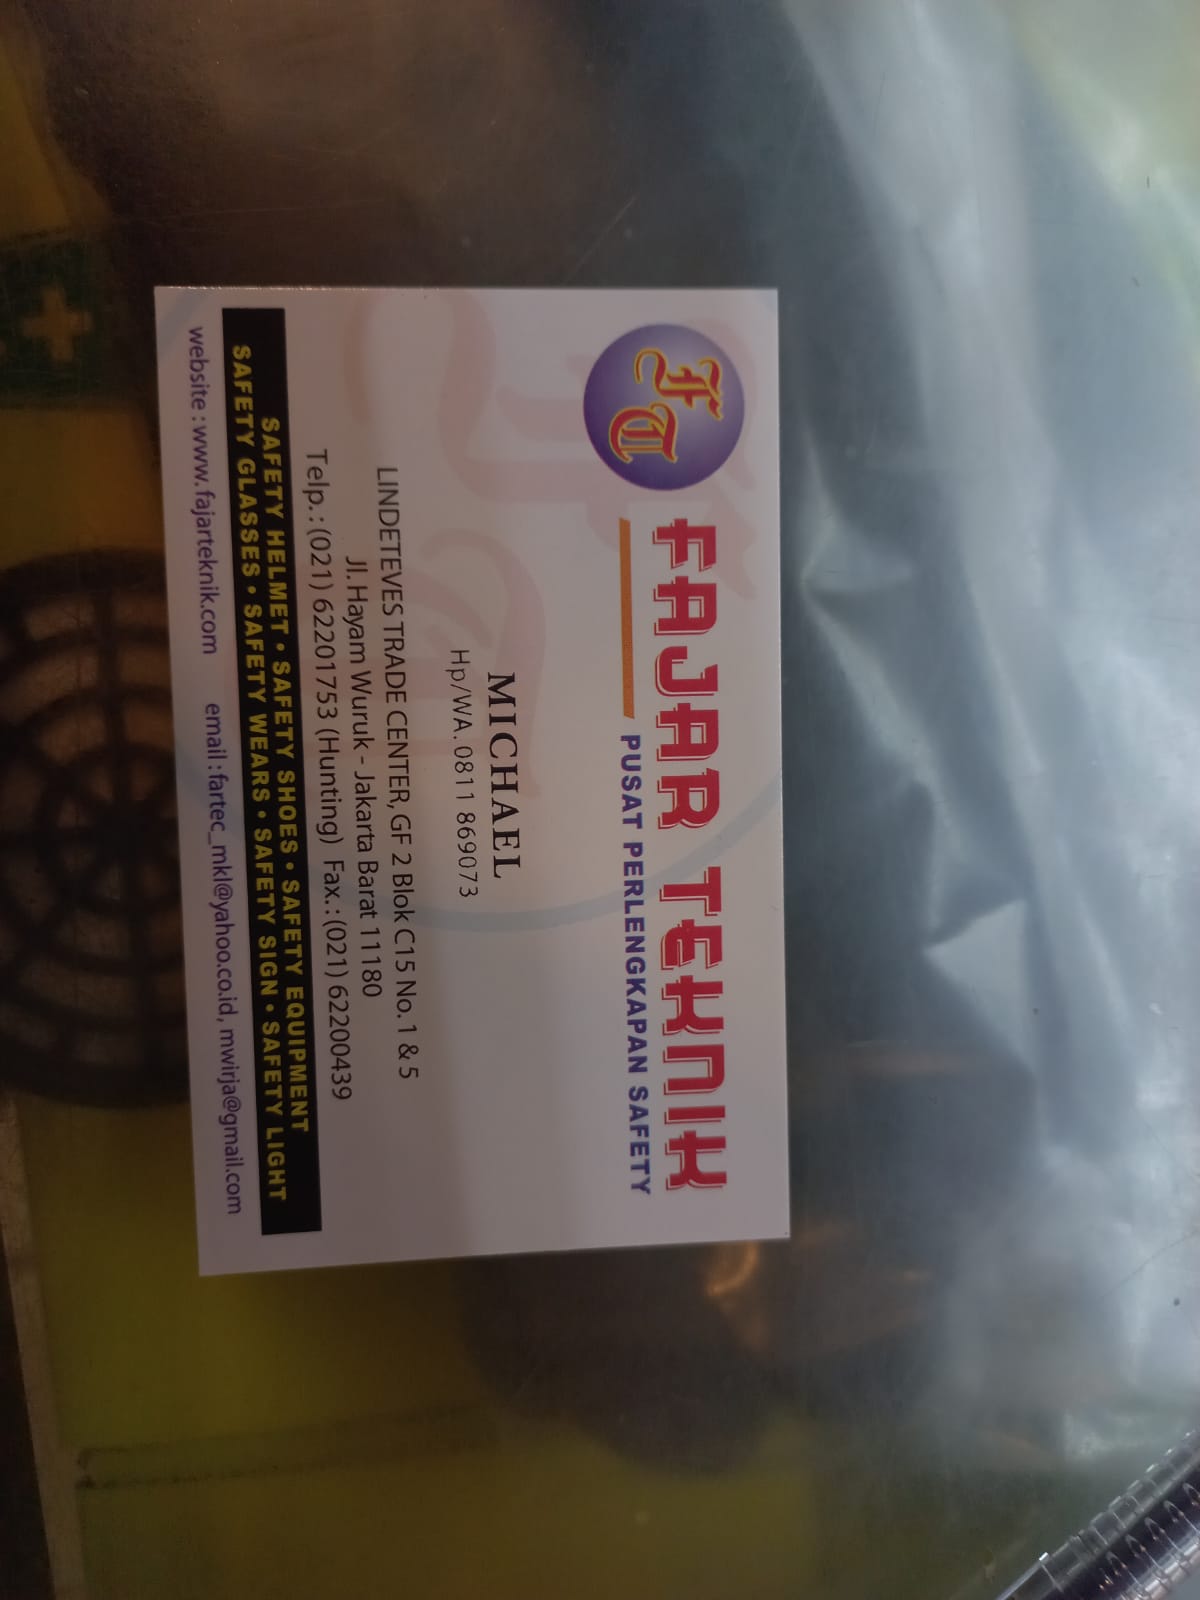 FT
FAJAR TEKNIK
PUSAT PERLENGKAPAN SAFETY
MICHAEL
Hp/WA. 0811 869073
LINDETEVES TRADE CENTER, GF 2 Blok C15 No. 1 & 5
Jl. Hayam Wuruk - Jakarta Barat 11180
Telp. : (021) 62201753 (Hunting) Fax. : (021) 62200439
SAFETY HELMET • SAFETY SHOES • SAFETY EQUIPMENT
SAFETY GLASSES • SAFETY WEARS • SAFETY SIGN • SAFETY LIGHT
website : www.fajarteknik.com email : fartec_mkl@yahoo.co.id, mwirja@gmail.com